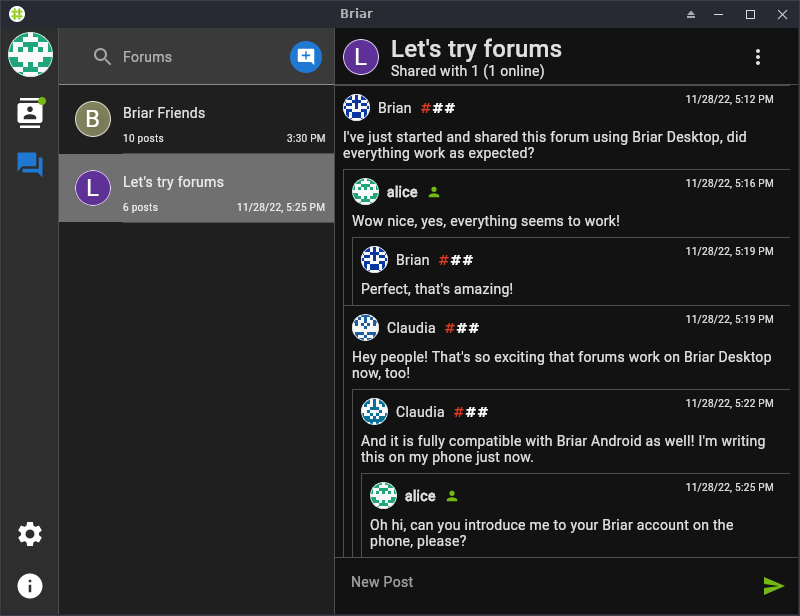 Briar
Forums
Let's try forums
Shared with 1 (1 online)
B
Briar Friends
10 posts
3:30 PM
L
Let's try forums
6 posts
11/28/22, 5:25 PM
L
Brian ###
11/28/22, 5:12 PM
I've just started and shared this forum using Briar Desktop, did
everything work as expected?
alice
11/28/22, 5:16 PM
Wow nice, yes, everything seems to work!
Brian ###
11/28/22, 5:19 PM
Perfect, that's amazing!
Claudia ###
11/28/22, 5:19 PM
Hey people! That's so exciting that forums work on Briar Desktop
now, too!
Claudia ###
11/28/22, 5:22 PM
And it is fully compatible with Briar Android as well! I'm writing
this on my phone just now.
alice
11/28/22, 5:25 PM
Oh hi, can you introduce me to your Briar account on the
phone, please?
New Post